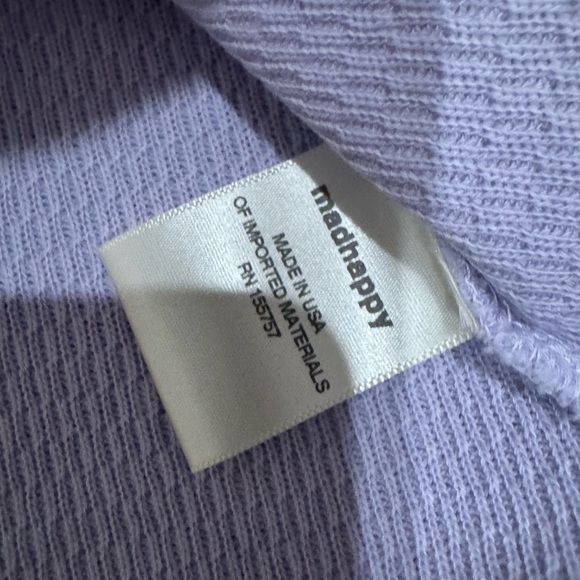 madhappy
MADE IN USA
OF IMPORTED MATERIALS
RN 155757